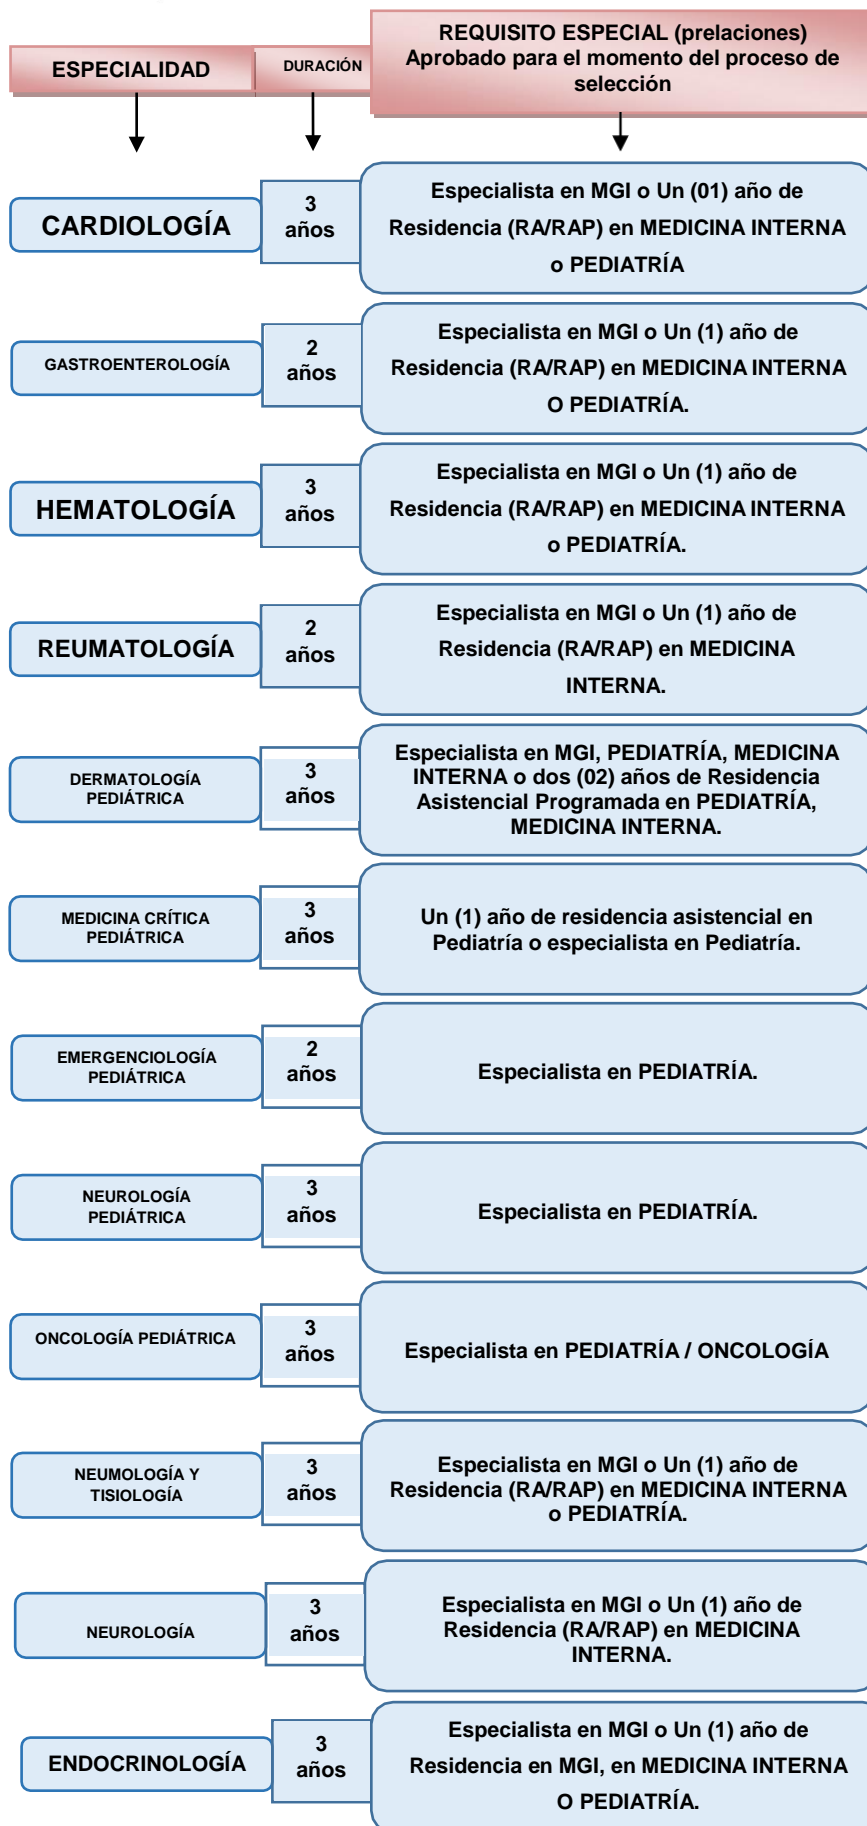 ESPECIALIDAD
DURACIÓN
REQUISITO ESPECIAL (prelaciones)
Aprobado para el momento del proceso de
selección
CARDIOLOGÍA
3
años
Especialista en MGI o Un (01) año de
Residencia (RA/RAP) en MEDICINA INTERNA
o PEDIATRÍA
GASTROENTEROLOGÍA
2
años
Especialista en MGI o Un (1) año de
Residencia (RA/RAP) en MEDICINA INTERNA
O PEDIATRÍA.
HEMATOLOGÍA
3
años
Especialista en MGI o Un (1) año de
Residencia (RA/RAP) en MEDICINA INTERNA
o PEDIATRÍA.
REUMATOLOGÍA
2
años
Especialista en MGI o Un (1) año de
Residencia (RA/RAP) en MEDICINA
INTERNA.
DERMATOLOGÍA
PEDIÁTRICA
3
años
Especialista en MGI, PEDIATRÍA, MEDICINA
INTERNA o dos (02) años de Residencia
Asistencial Programada en PEDIATRÍA,
MEDICINA INTERNA.
MEDICINA CRÍTICA
PEDIÁTRICA
3
años
Un (1) año de residencia asistencial en
Pediatría o especialista en Pediatría.
EMERGENCIOLOGÍA
PEDIÁTRICA
2
años
Especialista en PEDIATRÍA.
NEUROLOGÍA
PEDIÁTRICA
3
años
Especialista en PEDIATRÍA.
ONCOLOGÍA PEDIÁTRICA
3
años
Especialista en PEDIATRÍA / ONCOLOGÍA
NEUMOLOGÍA Y
TISIOLOGÍA
3
años
Especialista en MGI o Un (1) año de
Residencia (RA/RAP) en MEDICINA INTERNA
o PEDIATRÍA.
NEUROLOGÍA
3
años
Especialista en MGI o Un (1) año de
Residencia (RA/RAP) en MEDICINA
INTERNA.
ENDOCRINOLOGÍA
3
años
Especialista en MGI o Un (1) año de
Residencia en MGI, en MEDICINA INTERNA
O PEDIATRÍA.